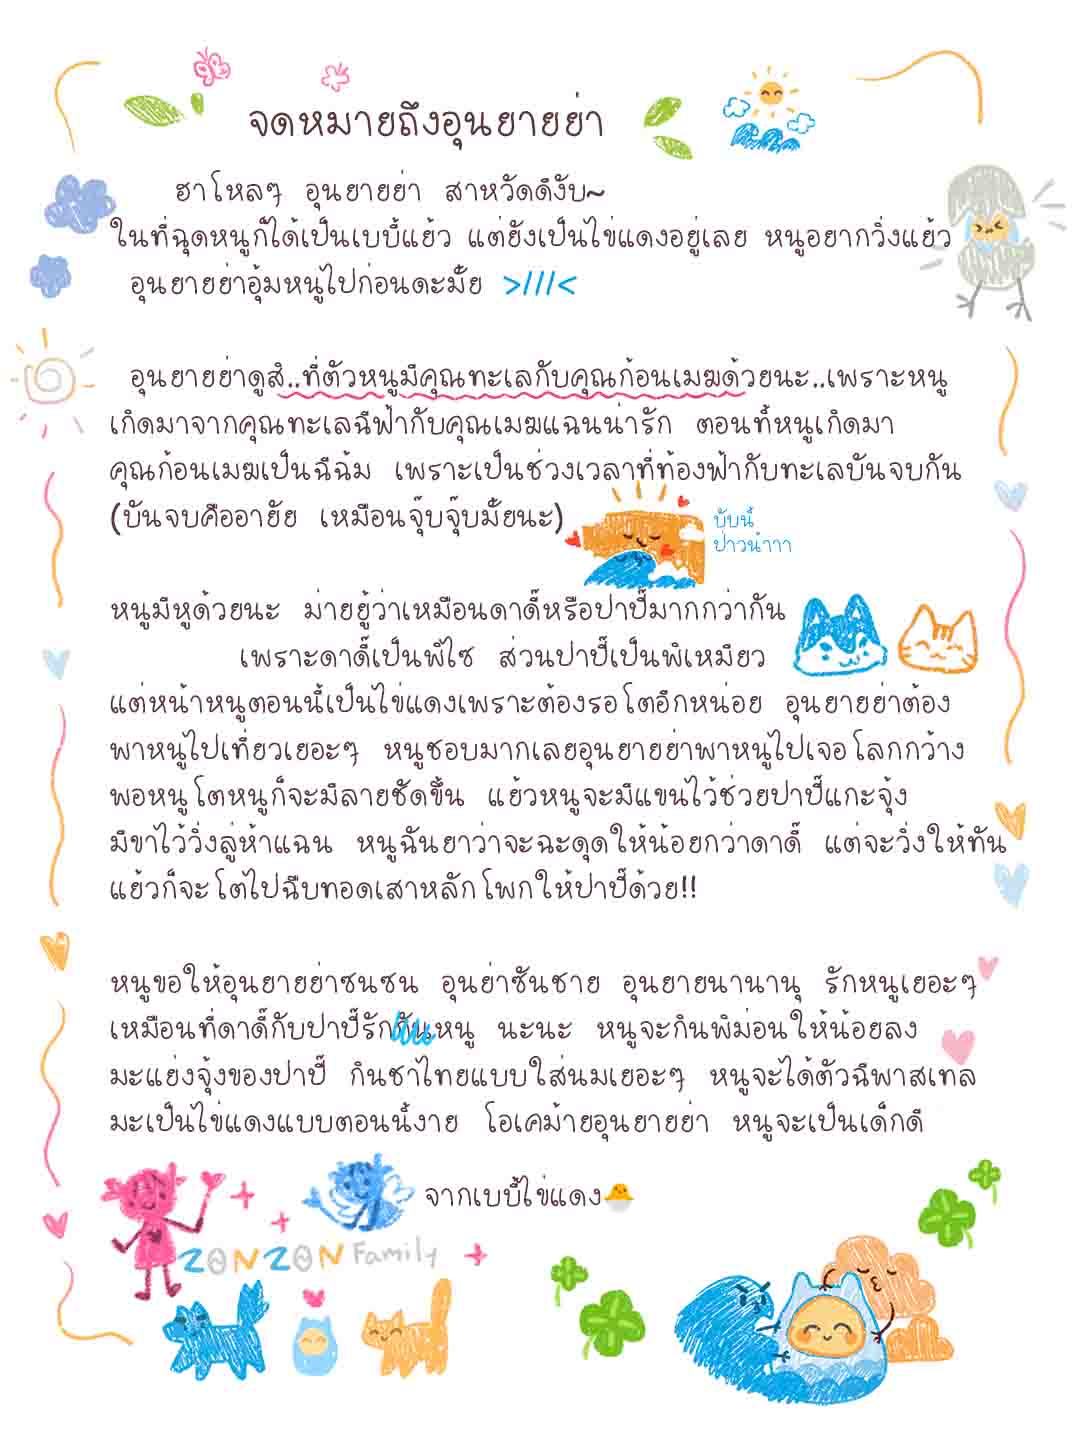 จดหมายถึงอุนยายย่า
ฮาโหลๆ อุนยายย่า สาหวัดดีงับ~
ในที่ฉุดหนูก็ได้เป็นเบบี้แย้ว แต่ยังเป็นไข่แดงอยู่เลย หนูอยากวิ่งแย้ว
อุนยายย่าอุ้มหนูไปก่อนดะมั้ย >///<
อุนยายย่าดูสิ..ที่ตัวหนูมีคุณทะเลกับคุณก้อนเมฆด้วยนะ..เพราะหนู
เกิดมาจากคุณทะเลฉีฟ้ากับคุณเมฆแฉนน่ารัก ตอนที่หนูเกิดมา
คุณก้อนเมฆเป็นฉีฉ้ม เพราะเป็นช่วงเวลาที่ท้องฟ้ากับทะเลบันจบกัน
(บันจบคืออายัย เหมือนจุ๊บจุ๊บมั้ยนะ)
บับนี้
ป่าวน้ำาา
หนูมีหูด้วยนะ ม่ายยู้ว่าเหมือนดาดี๊หรือปาปี๊มากกว่ากัน
เพราะดาดี๊เป็นพี่ไซ ส่วนปาปี๊เป็นพี่เหมียว
แต่หน้าหนูตอนนี้เป็นไข่แดงเพราะต้องรอโตอีกหน่อย อุนยายย่าต้อง
พาหนูไปเที่ยวเยอะๆ หนูชอบมากเลยอุนยายย่าพาหนูไปเจอโลกกว้าง
พอหนูโตหนูก็จะมีลายชัดขึ้น แย้วหนูจะมีแขนไว้ช่วยปาปี๊แกะจุ้ง
มีขาไว้วิ่งลู่ห้าแฉน หนูฉันยาว่าจะฉะดุดให้น้อยกว่าดาดี๊ แต่จะวิ่งให้ทัน
แย้วก็จะโตไปฉืบทอดเสาหลักโพกให้ปาปี๊ด้วย!!
หนูขอให้อุนยายย่าซนซน อุนย่าซันซาย อุนยายนานานุ รักหนูเยอะๆ
เหมือนที่ดาดี๊กับปาปี๊รักกันหนู นะนะ หนูจะกินพิม่อนให้น้อยลง
มะแย่งจุ้งของปาปี๊ กินชาไทยแบบใส่นมเยอะๆ หนูจะได้ตัวฉีพาสเทล
มะเป็นไข่แดงแบบตอนนี้งาย โอเคม้ายอุนยายย่า หนูจะเป็นเด็กดี
จากเบบี้ไข่แดง🐣
ZONZON Family